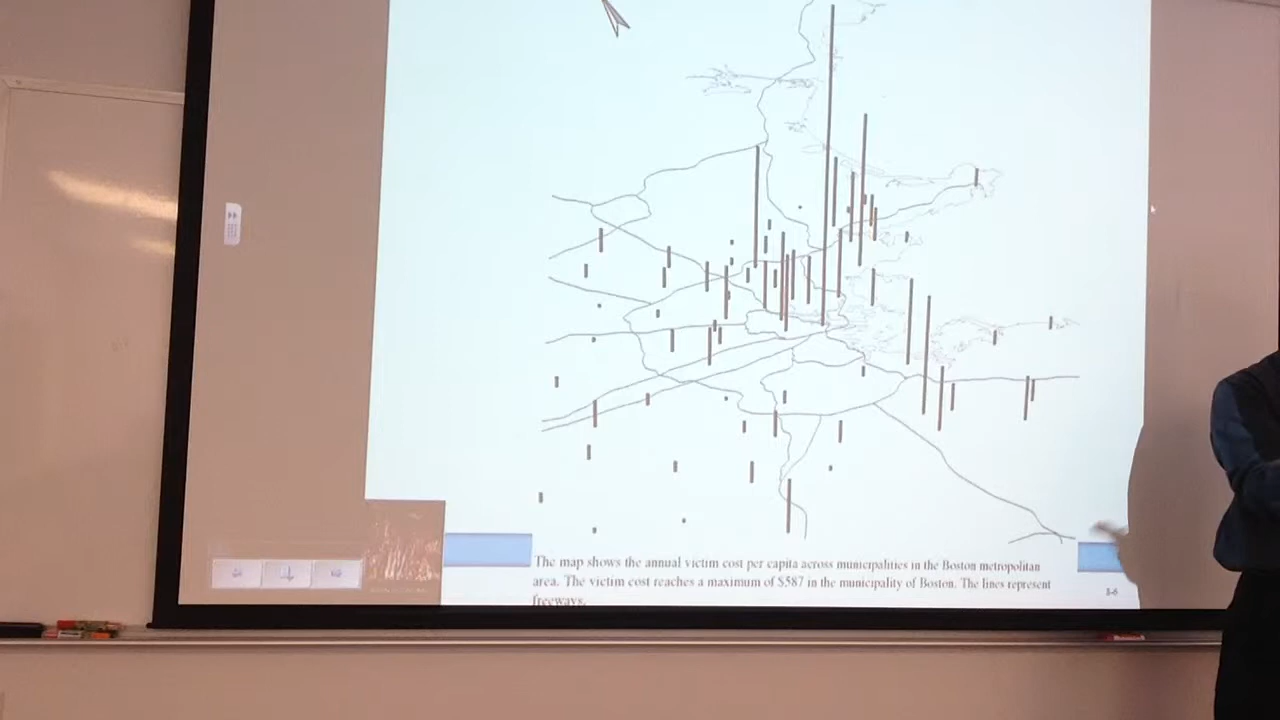 The map shows the annual victim cost per capita across municipalities in the Boston metropolitan
area. The victim cost reaches a maximum of $587 in the municipality of Boston. The lines represent
freeways.